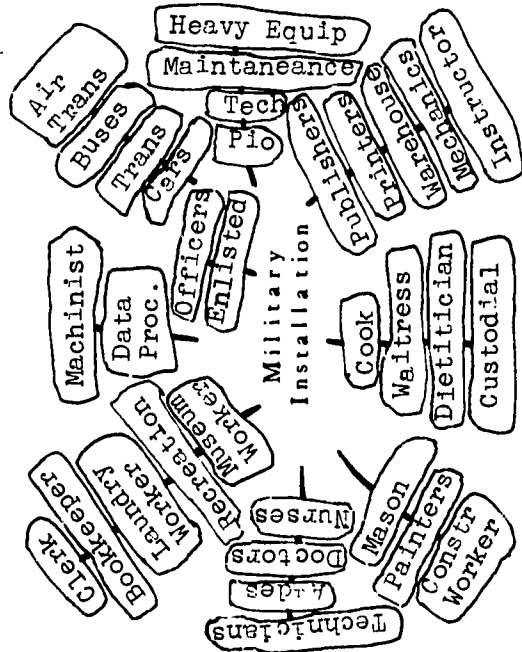 Heavy Equip
Maintaneance
Tech
Pio
Air
Trans
Buses
Trans
Cars
Officers
Enlisted
Publishers
Printers
Warehouse
Mechanics
Instructor
Machinist
Data
Proc.
Military
Installation
Cook
Waitress
Dietitician
Custodial
Museum
Worker
Recreation
Laundry
Worker
Bookkeeper
Clerk
Nurses
Doctors
Technicians
Mason
Painters
Constr
Worker